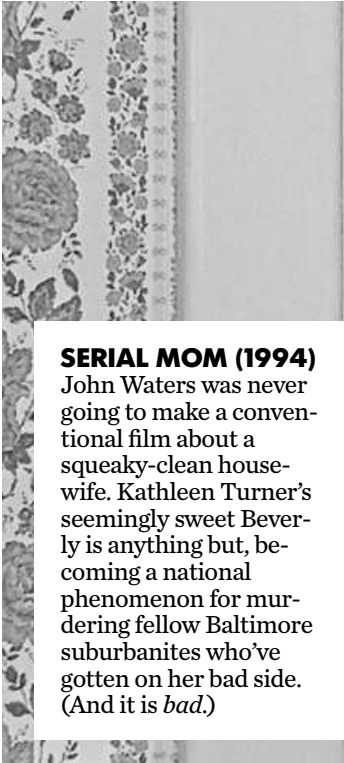 SERIAL MOM (1994)
John Waters was never
going to make a conven-
tional film about a
squeaky-clean house-
wife. Kathleen Turner’s
seemingly sweet Bever-
ly is anything but, be-
coming a national
phenomenon for mur-
dering fellow Baltimore
suburbanites who’ve
gotten on her bad side.
(And it is bad.)